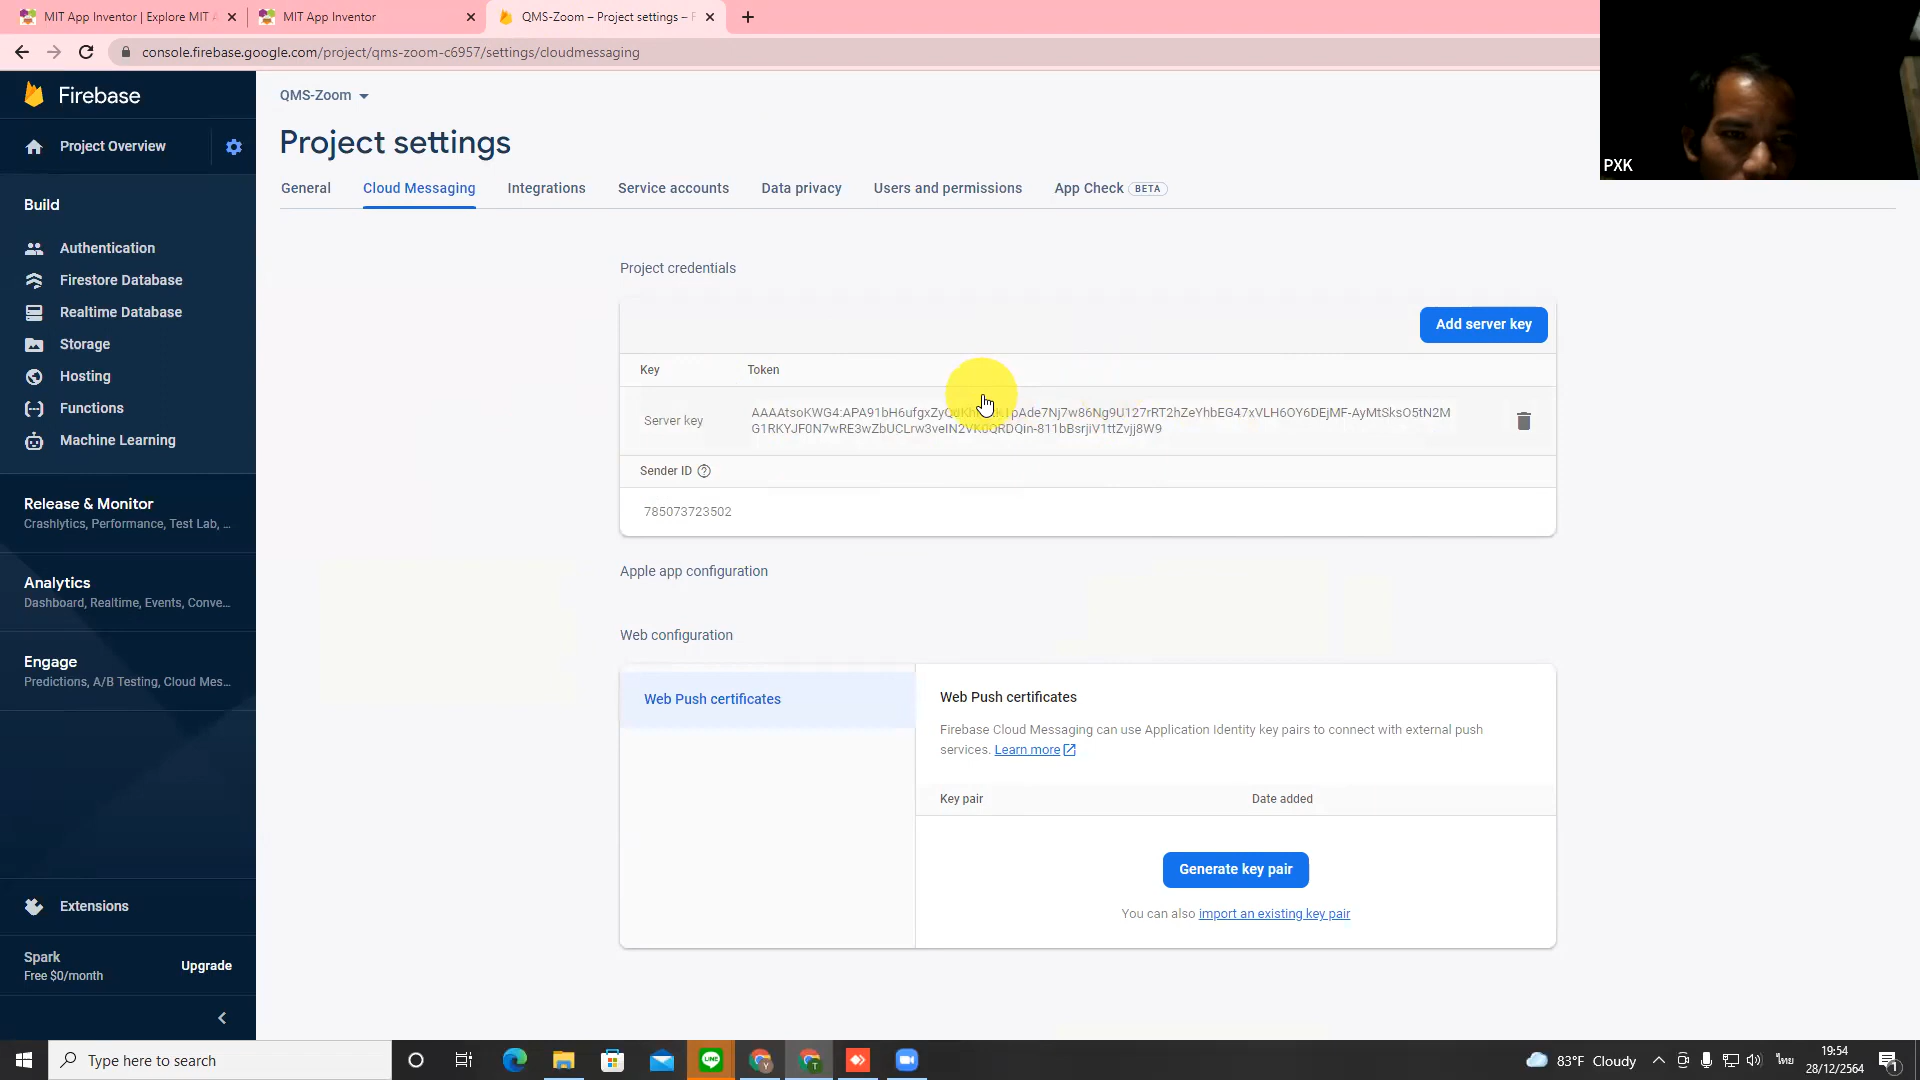 MIT App Inventor | Explore MIT A
MIT App Inventor
QMS-Zoom – Project settings – F
console.firebase.google.com/project/qms-zoom-c6957/settings/cloudmessaging
PXK
Firebase
Project Overview
Build
Authentication
Firestore Database
Realtime Database
Storage
Hosting
Functions
Machine Learning
Release & Monitor
Crashlytics, Performance, Test Lab, ...
Analytics
Dashboard, Realtime, Events, Conve...
Engage
Predictions, A/B Testing, Cloud Mes...
Extensions
Spark
Free $0/month
Upgrade
QMS-Zoom
Project settings
General
Cloud Messaging
Integrations
Service accounts
Data privacy
Users and permissions
App Check BETA
Project credentials
Add server key
Key
Token
Server key
Sender ID
785073723502
Apple app configuration
Web configuration
Web Push certificates
Web Push certificates
Firebase Cloud Messaging can use Application Identity key pairs to connect with external push
services. Learn more
Key pair
Date added
Generate key pair
You can also import an existing key pair
Type here to search
LINE
83°F Cloudy
ไทย
19:54
28/12/2564
1